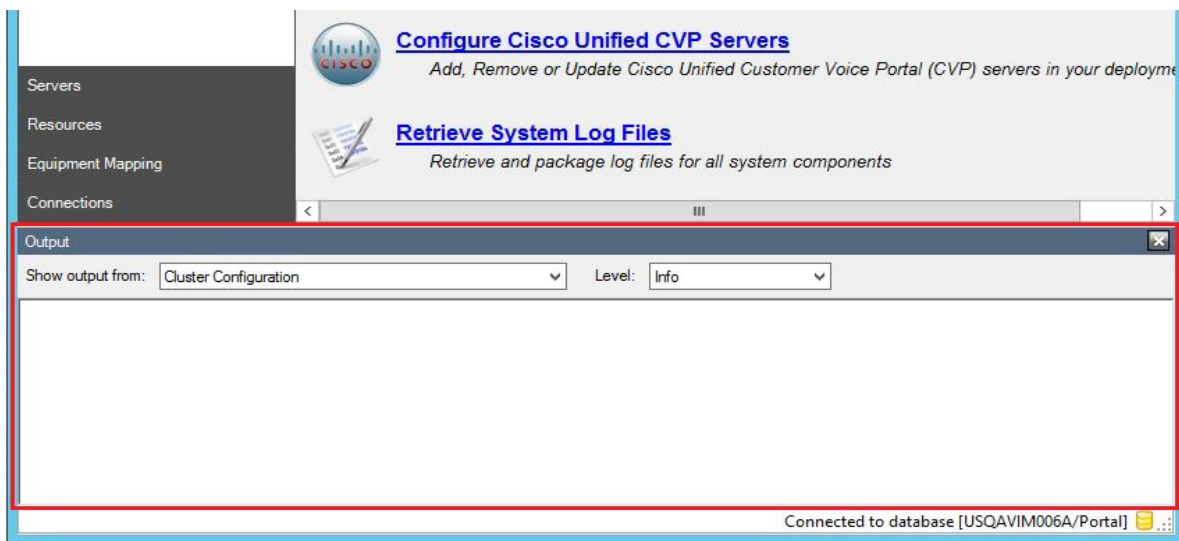 Configure Cisco Unified CVP Servers
CISCO
Add, Remove or Update Cisco Unified Customer Voice Portal (CVP) servers in your deployme
Servers
Resources
Retrieve System Log Files
Equipment Mapping
Retrieve and package log files for all system components
Connections
Output
Show output from: Cluster Configuration Level: Info
Connected to database [USQAVIM006A/Portal]